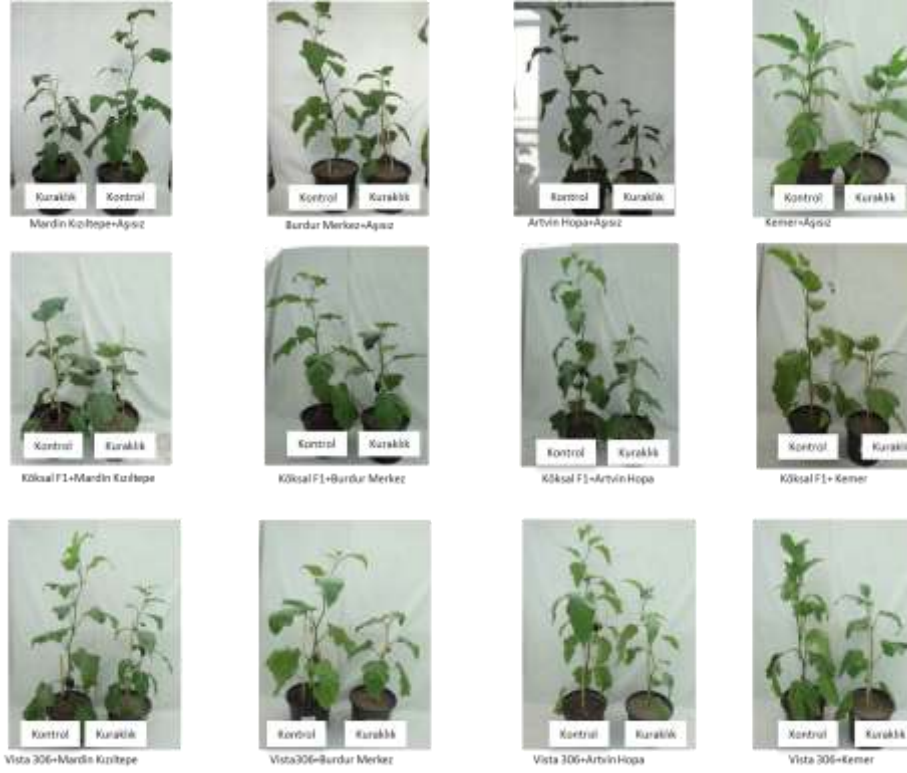 Kuraklık Kontrol
Mardin Kızıltepe+Aşısız
Kontrol Kuraklık
Burdur Merkez+Aşısız
Kontrol Kuraklık
Artvin Hopa+Aşısız
Kontrol Kuraklık
Kemer+Aşısız
Kontrol Kuraklık
Köksal F1+Mardin Kızıltepe
Kontrol Kuraklık
Köksal F1+Burdur Merkez
Kontrol Kuraklık
Köksal F1+Artvin Hopa
Kontrol Kuraklık
Köksal F1+ Kemer
Kontrol Kuraklık
Vista 306+Mardin Kızıltepe
Kontrol Kuraklık
Vista306+Burdur Merkez
Kontrol Kuraklık
Vista 306+Artvin Hopa
Kontrol Kuraklık
Vista 306+Kemer